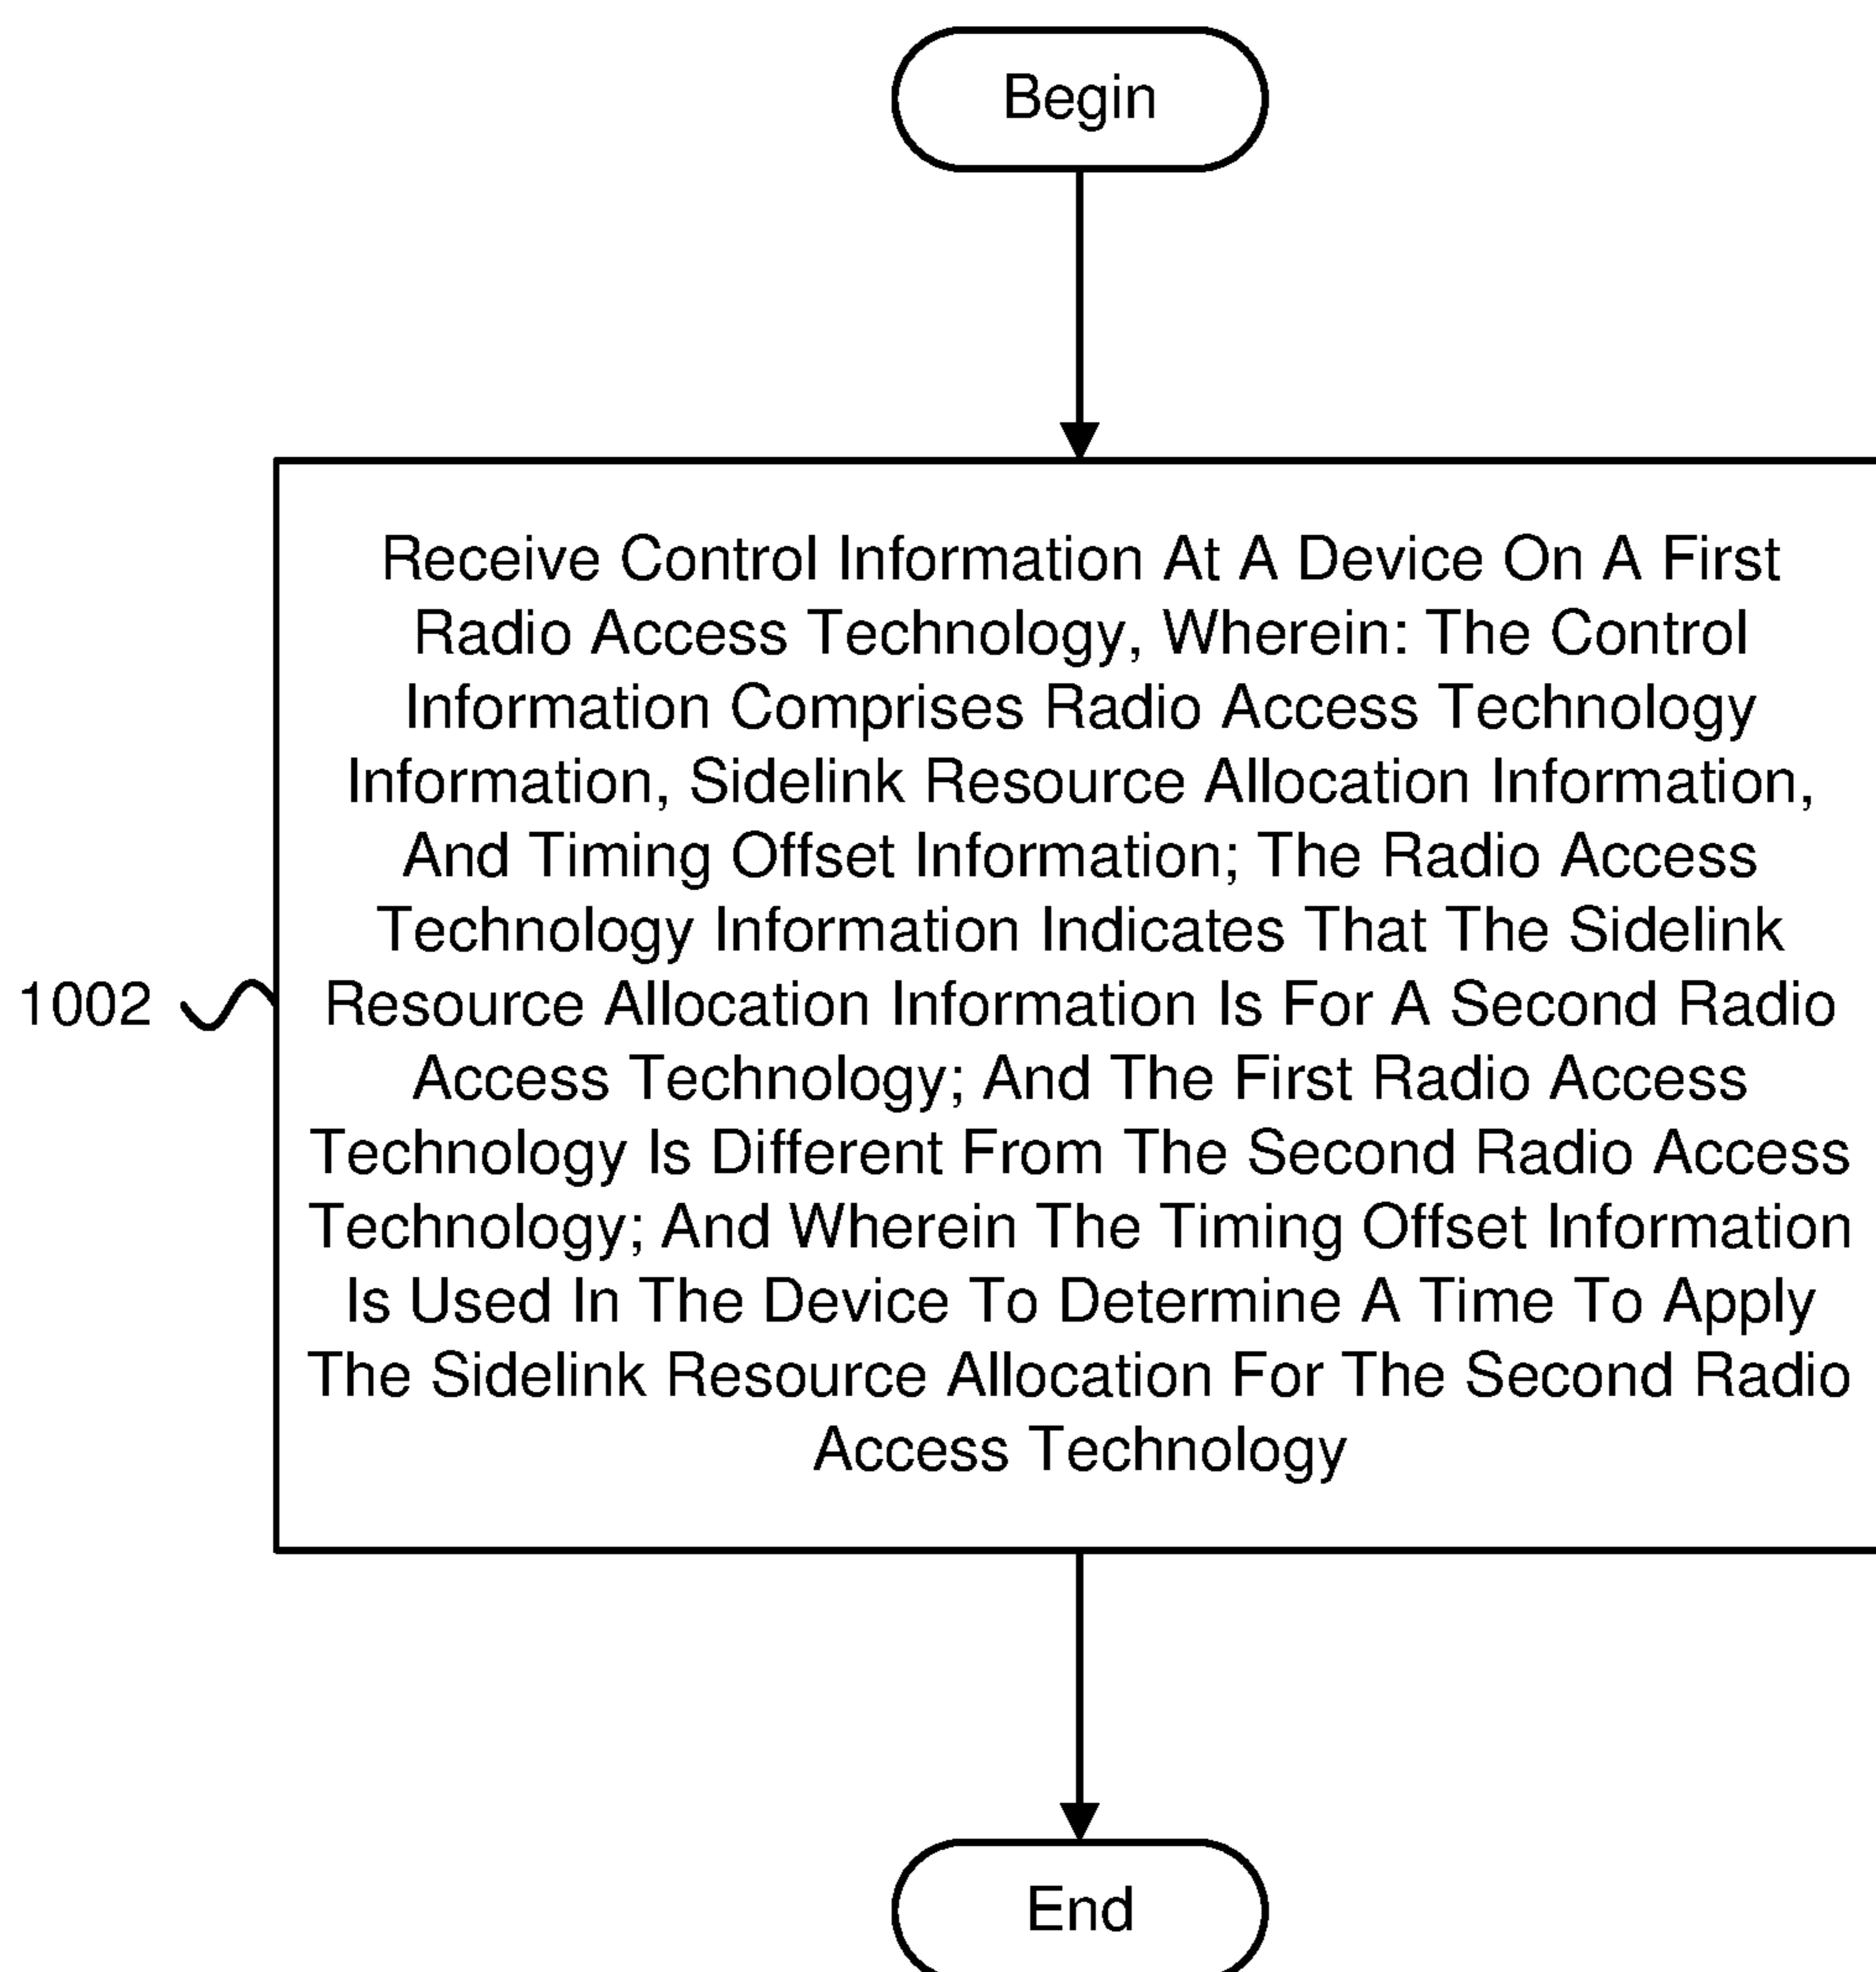 Begin
Receive Control Information At A Device On A First
Radio Access Technology, Wherein: The Control
Information Comprises Radio Access Technology
Information, Sidelink Resource Allocation Information,
And Timing Offset Information; The Radio Access
Technology Information Indicates That The Sidelink
1002
Resource Allocation Information Is For A Second Radio
Access Technology; And The First Radio Access
Technology Is Different From The Second Radio Access
Technology; And Wherein The Timing Offset Information
Is Used In The Device To Determine A Time To Apply
The Sidelink Resource Allocation For The Second Radio
Access Technology
End